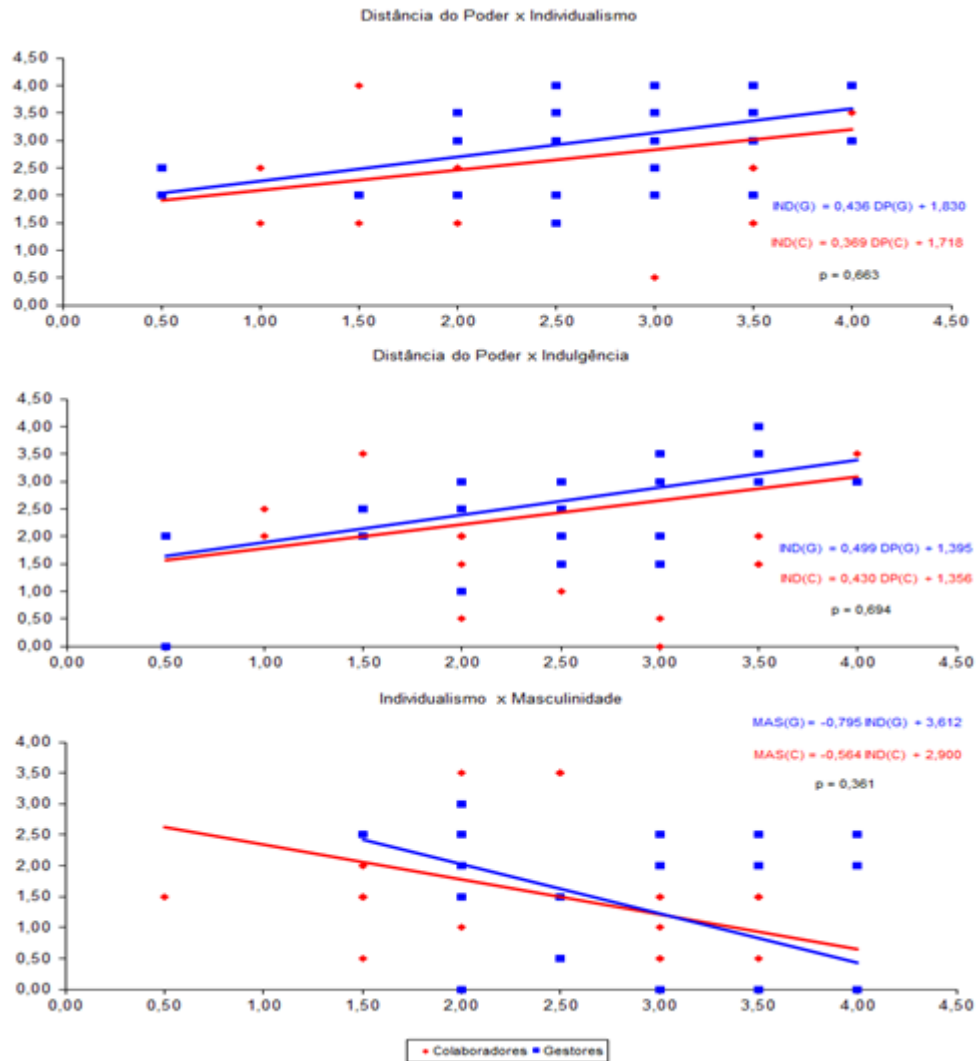 Distância do Poder x Individualismo
4,50
4,00
3,50
3,00
2,50
2,00
1,50
1,00
0,50
0,00
IND(G) = 0,436 DP(G) + 1,830
IND(C) = 0,369 DP(C) + 1,718
p = 0,663
0,00 0,50 1,00 1,50 2,00 2,50 3,00 3,50 4,00 4,50
Distância do Poder x Indulgência
4,50
4,00
3,50
3,00
2,50
2,00
1,50
1,00
0,50
0,00
IND(G) = 0,499 DP(G) + 1,395
IND(C) = 0,430 DP(C) + 1,356
p = 0,694
0,00 0,50 1,00 1,50 2,00 2,50 3,00 3,50 4,00 4,50
Individualismo x Masculinidade
MAS(G) = -0,795 IND(G) + 3,612
MAS(C) = -0,564 IND(C) + 2,900
p = 0,361
4,00
3,50
3,00
2,50
2,00
1,50
1,00
0,50
0,00
0,00 0,50 1,00 1,50 2,00 2,50 3,00 3,50 4,00 4,50
Colaboradores Gestores